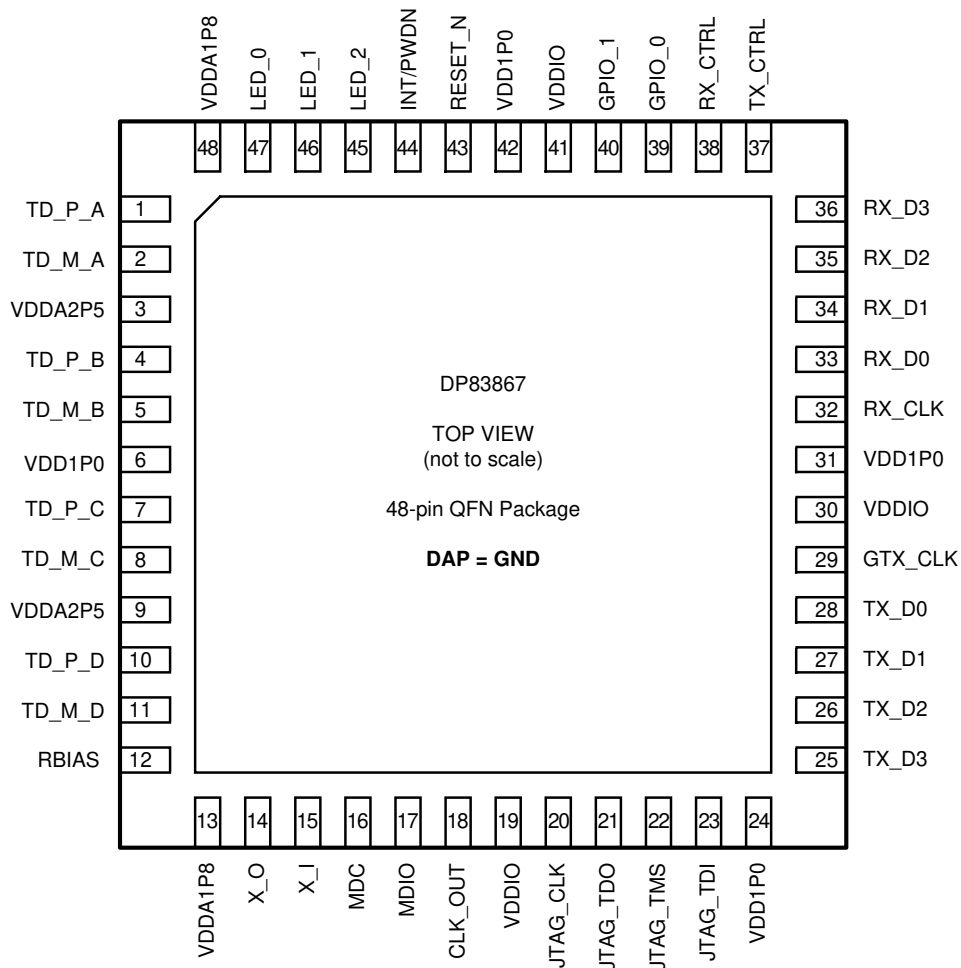 VDDA1P8
LED_0
LED_1
LED_2
INT/PWDN
RESET_N
VDD1P0
VDDIO
GPIO_1
GPIO_0
RX_CTRL
TX_CTRL
48 47 46 45 44 43 42 41 40 39 38 37
TD_P_A 1
TD_M_A 2
VDDA2P5 3
TD_P_B 4
TD_M_B 5
VDD1P0 6
TD_P_C 7
TD_M_C 8
VDDA2P5 9
TD_P_D 10
TD_M_D 11
RBIAS 12
DP83867
TOP VIEW
(not to scale)
48-pin QFN Package
DAP = GND
36 RX_D3
35 RX_D2
34 RX_D1
33 RX_D0
32 RX_CLK
31 VDD1P0
30 VDDIO
29 GTX_CLK
28 TX_D0
27 TX_D1
26 TX_D2
25 TX_D3
13 14 15 16 17 18 19 20 21 22 23 24
VDDA1P8
X_O
X_I
MDC
MDIO
CLK_OUT
VDDIO
JTAG_CLK
JTAG_TDO
JTAG_TMS
JTAG_TDI
VDD1P0